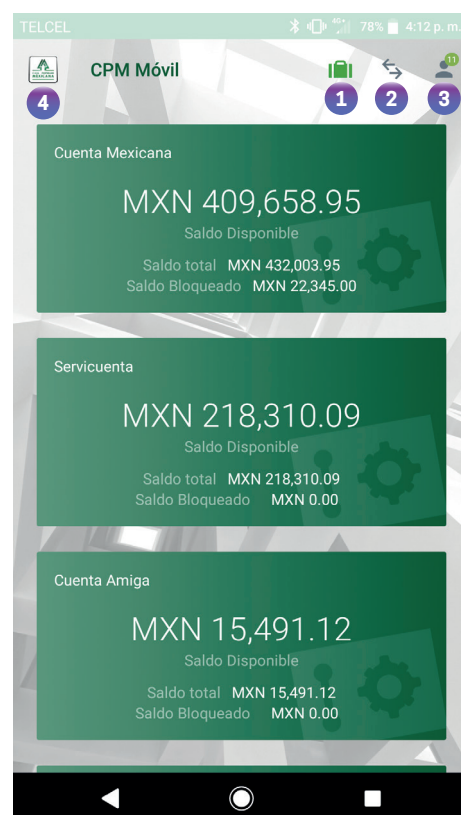 TELCEL 4G 78% 4:12 p. m.
CPM Móvil 11
4 1 2 3
Cuenta Mexicana
MXN 409,658.95
Saldo Disponible
Saldo total MXN 432,003.95
Saldo Bloqueado MXN 22,345.00
Servicuenta
MXN 218,310.09
Saldo Disponible
Saldo total MXN 218,310.09
Saldo Bloqueado MXN 0.00
Cuenta Amiga
MXN 15,491.12
Saldo Disponible
Saldo total MXN 15,491.12
Saldo Bloqueado MXN 0.00